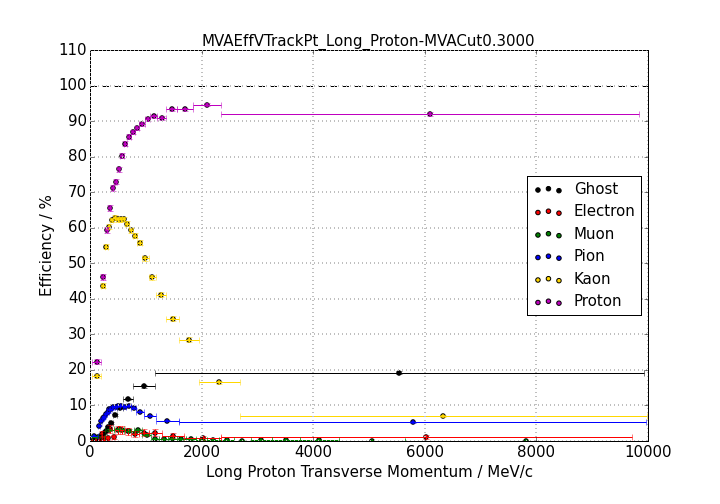 MVAEffVTrackPt_Long_Proton-MVACut0.3000
110
100
90
80
70
60
50
40
30
20
10
0
Efficiency / %
Ghost
Electron
Muon
Pion
Kaon
Proton
0 2000 4000 6000 8000 10000
Long Proton Transverse Momentum / MeV/c